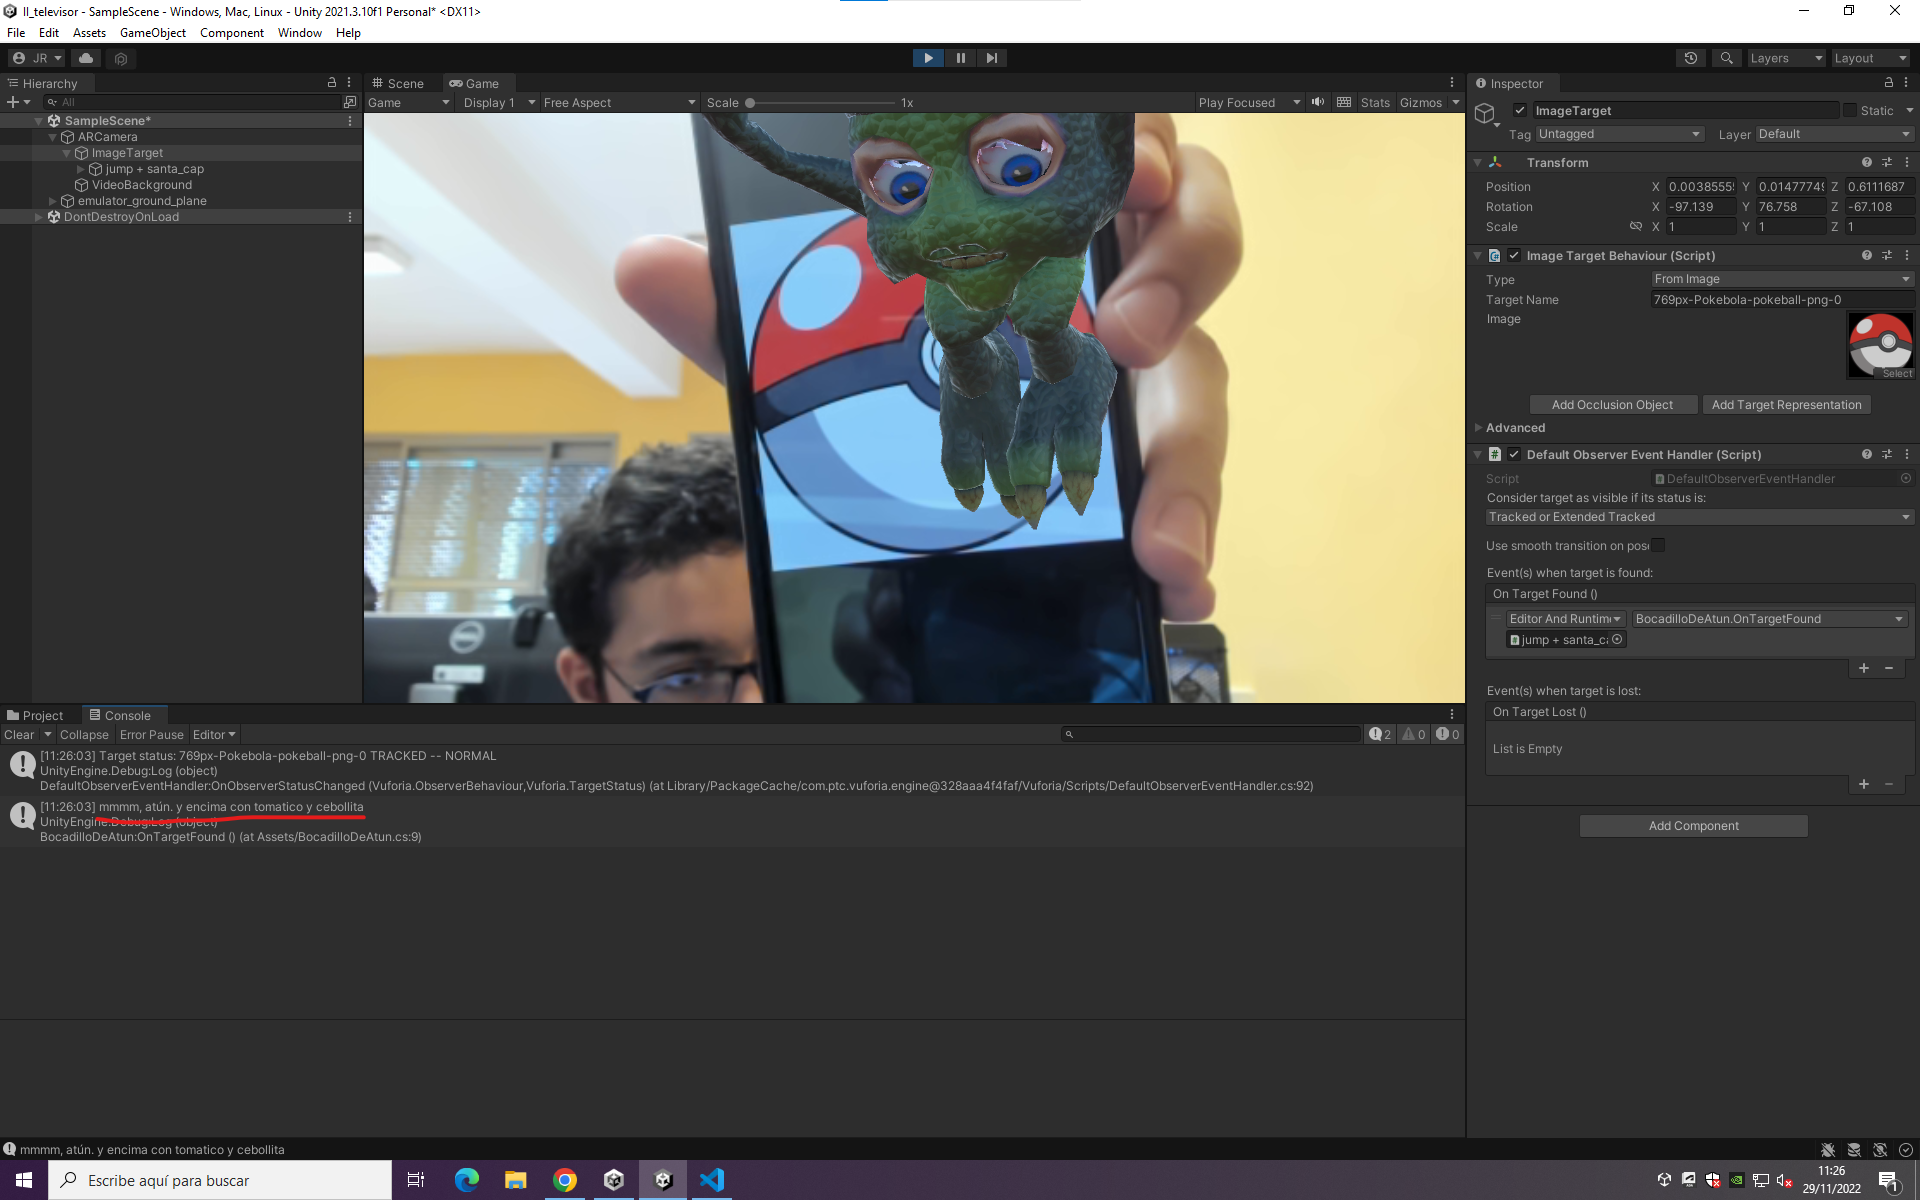 II_televisor - SampleScene - Windows, Mac, Linux - Unity 2021.3.10f1 Personal* <DX11>
File Edit Assets GameObject Component Window Help
JR Layers Layout
Hierarchy
All
SampleScene*
ARCamera
ImageTarget
jump + santa_cap
VideoBackground
emulator_ground_plane
DontDestroyOnLoad
Scene Game
Game Display 1 Free Aspect Scale 1x Play Focused Stats Gizmos
Inspector
ImageTarget Static
Tag Untagged Layer Default
Transform
Position X 0.00385555 Y 0.01477749 Z 0.6111687
Rotation X -97.139 Y 76.758 Z -67.108
Scale X 1 Y 1 Z 1
Image Target Behaviour (Script)
Type From Image
Target Name 769px-Pokebola-pokeball-png-0
Image
Select
Add Occlusion Object Add Target Representation
Advanced
Default Observer Event Handler (Script)
Script DefaultObserverEventHandler
Consider target as visible if its status is:
Tracked or Extended Tracked
Use smooth transition on pose
Event(s) when target is found:
On Target Found ()
Editor And Runtime BocadilloDeAtun.OnTargetFound
jump + santa_ca
+ -
Event(s) when target is lost:
On Target Lost ()
List is Empty
+ -
Add Component
Project Console
Clear Collapse Error Pause Editor 2 0 0
[11:26:03] Target status: 769px-Pokebola-pokeball-png-0 TRACKED -- NORMAL
UnityEngine.Debug:Log (object)
DefaultObserverEventHandler:OnObserverStatusChanged (Vuforia.ObserverBehaviour,Vuforia.TargetStatus) (at Library/PackageCache/com.ptc.vuforia.engine@328aaa4f4faf/Vuforia/Scripts/DefaultObserverEventHandler.cs:92)
[11:26:03] mmmm, atún. y encima con tomatico y cebollita
UnityEngine.Debug:Log (object)
BocadilloDeAtun:OnTargetFound () (at Assets/BocadilloDeAtun.cs:9)
mmmm, atún. y encima con tomatico y cebollita
Escribe aquí para buscar
11:26
29/11/2022
1